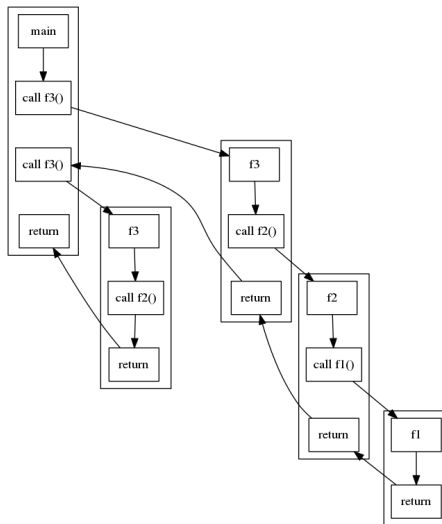 main
call f3()
call f3()
return
f3
call f2()
return
f3
call f2()
return
f2
call f1()
return
f1
return